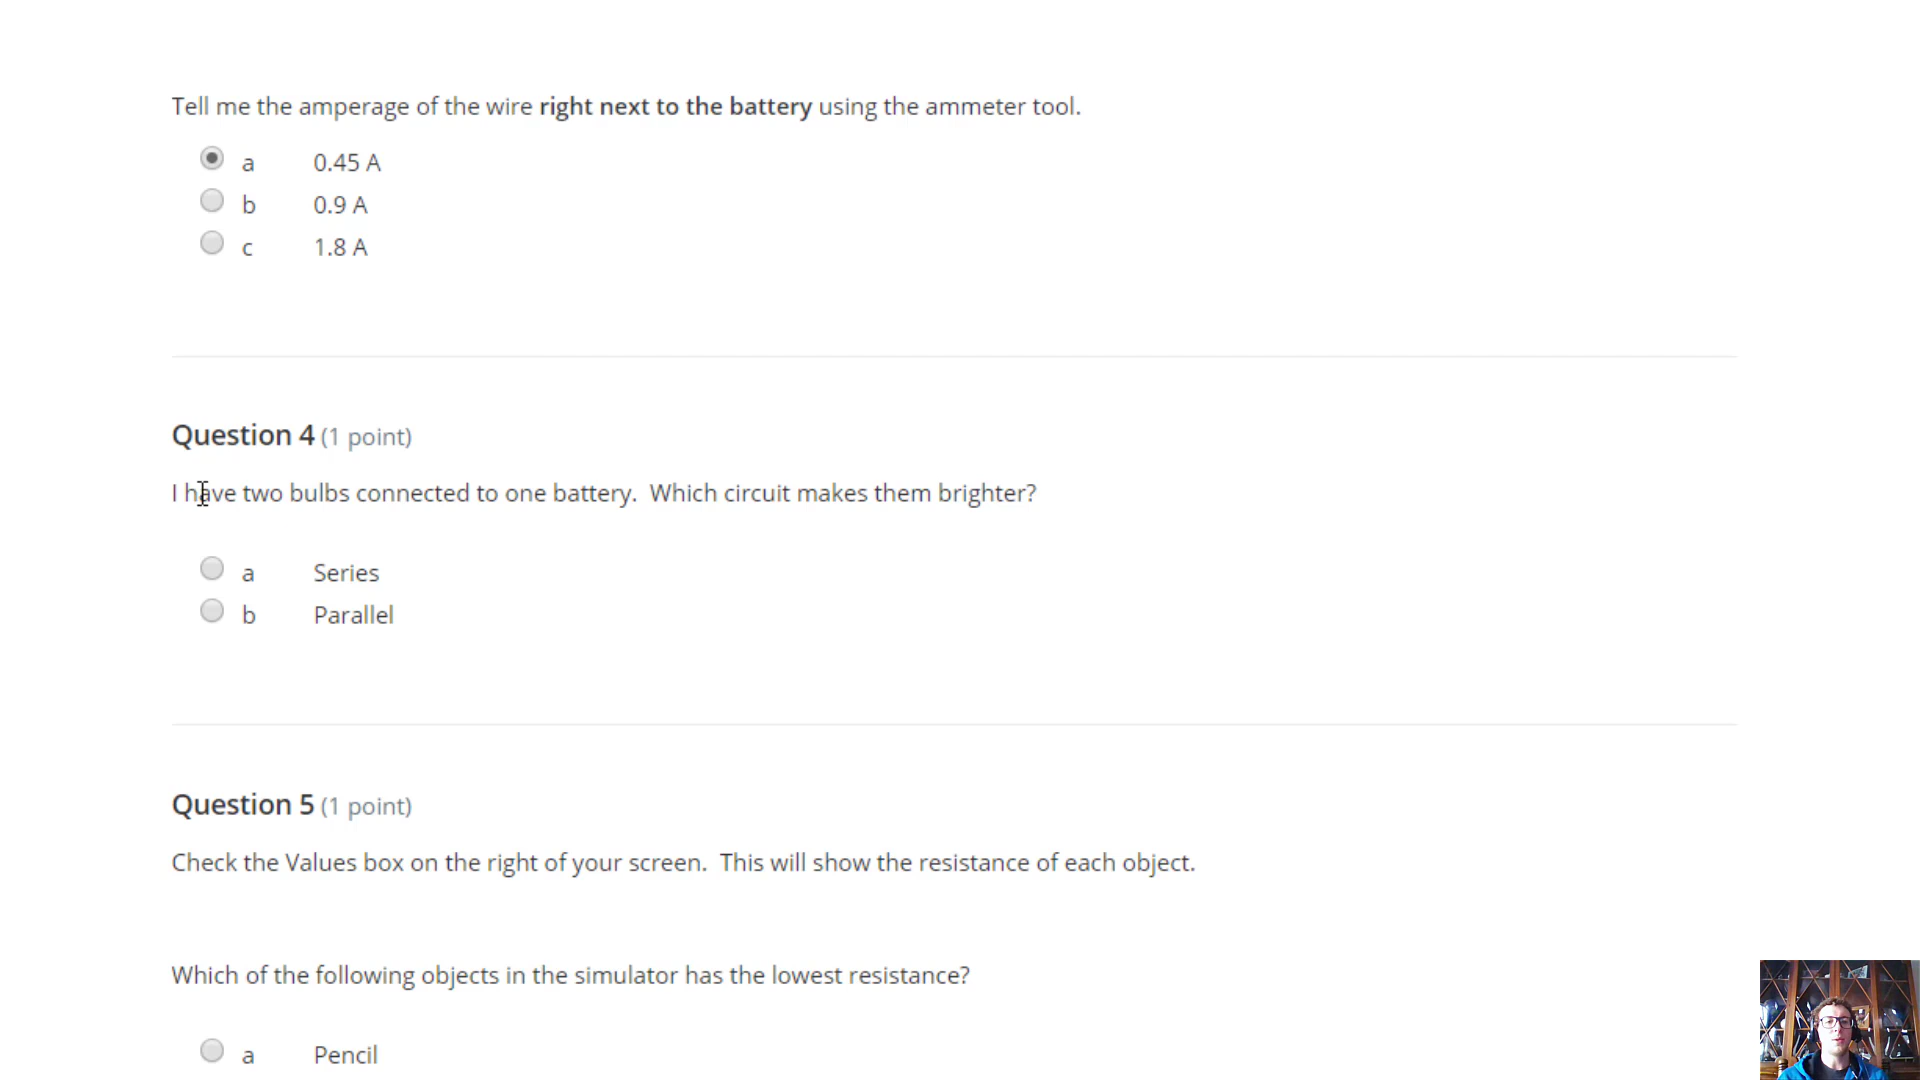 Tell me the amperage of the wire right next to the battery using the ammeter tool.
a 0.45 A
b 0.9 A
c 1.8 A
Question 4 (1 point)
I have two bulbs connected to one battery.  Which circuit makes them brighter?
a Series
b Parallel
Question 5 (1 point)
Check the Values box on the right of your screen.  This will show the resistance of each object.
Which of the following objects in the simulator has the lowest resistance?
a Pencil